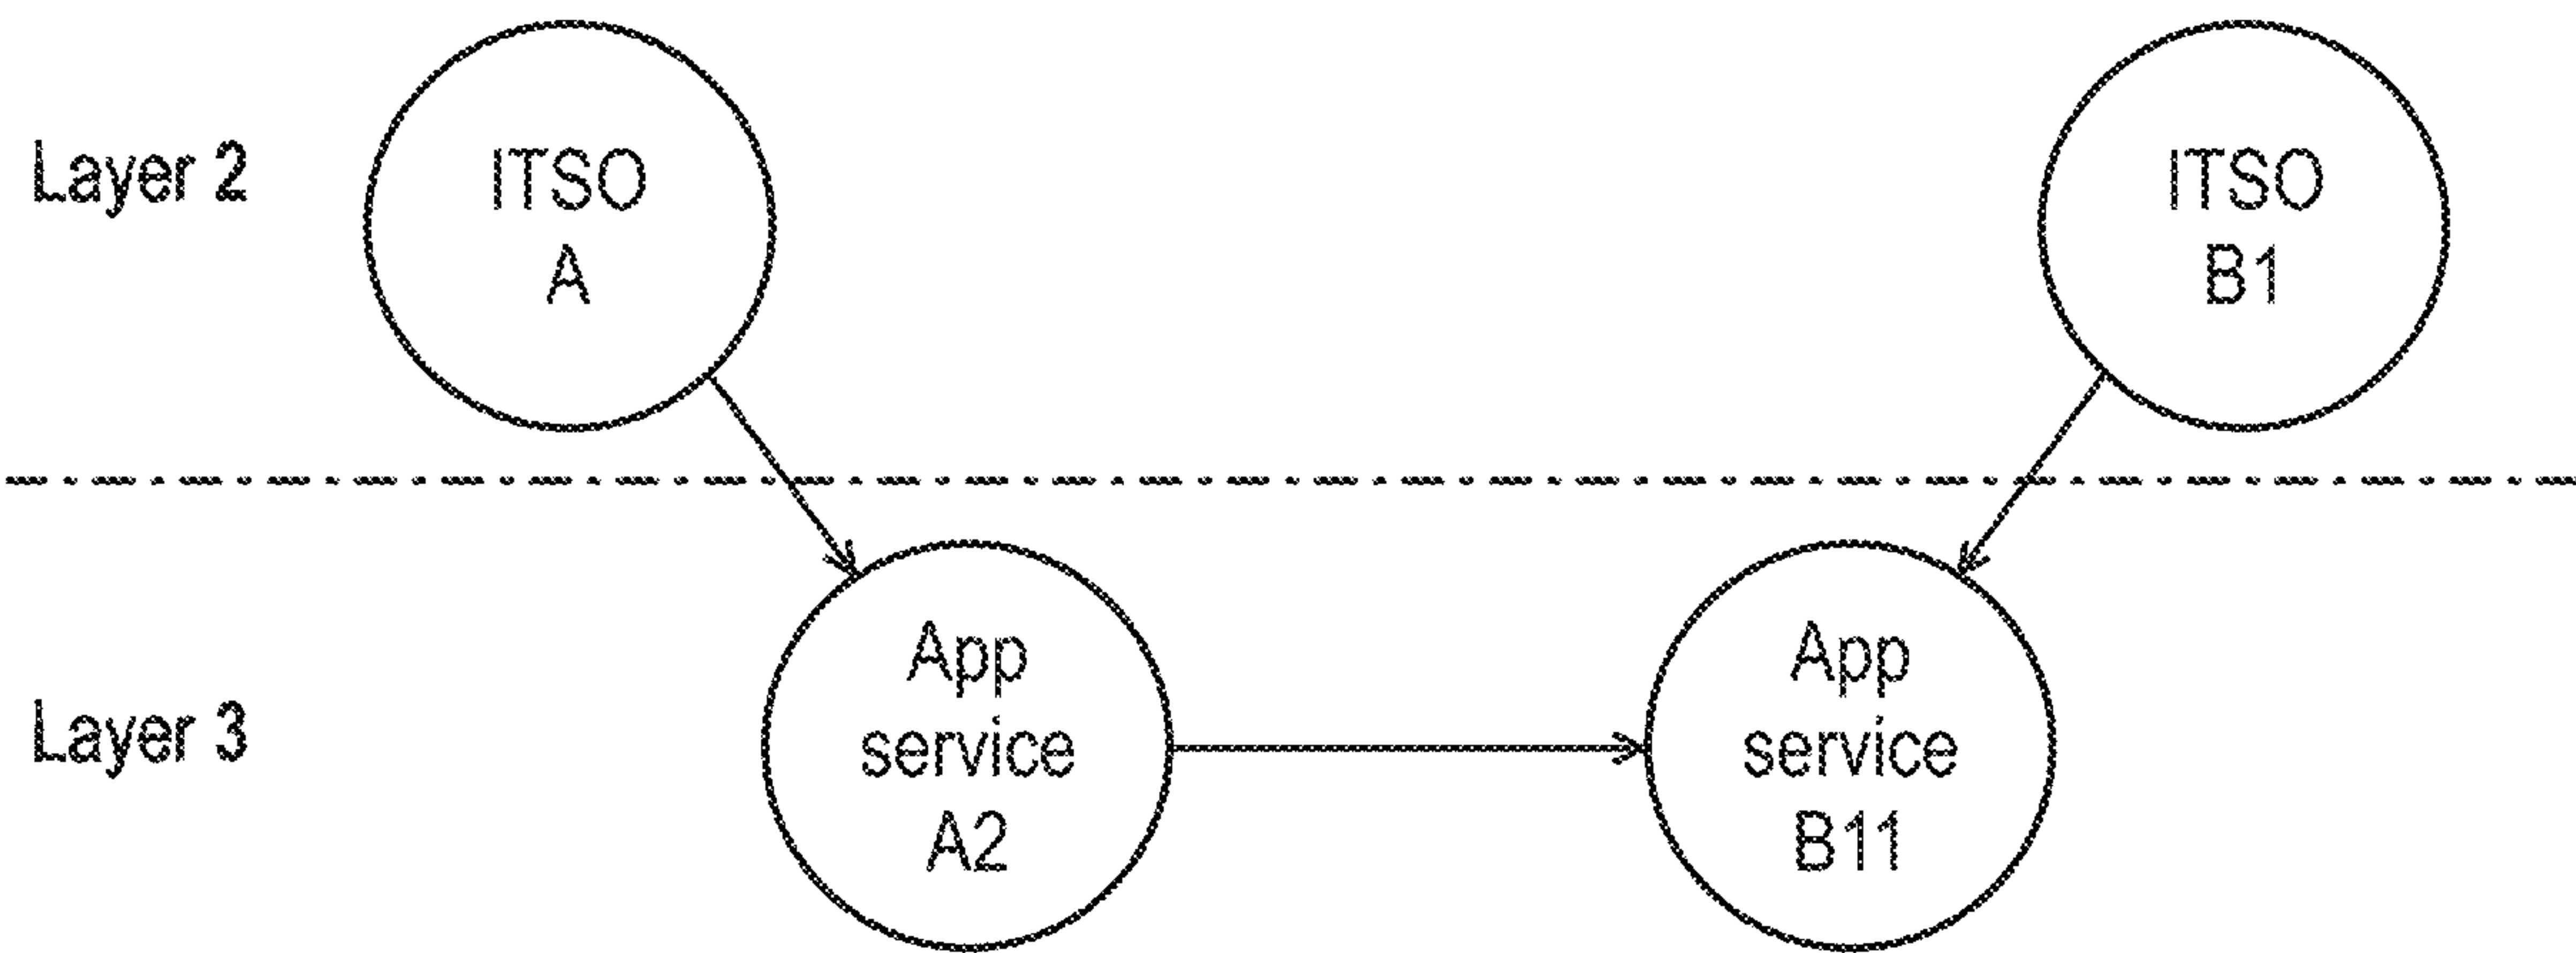 Layer 2
ITSO
A
ITSO
B1
Layer 3
App
service
A2
App
service
B11